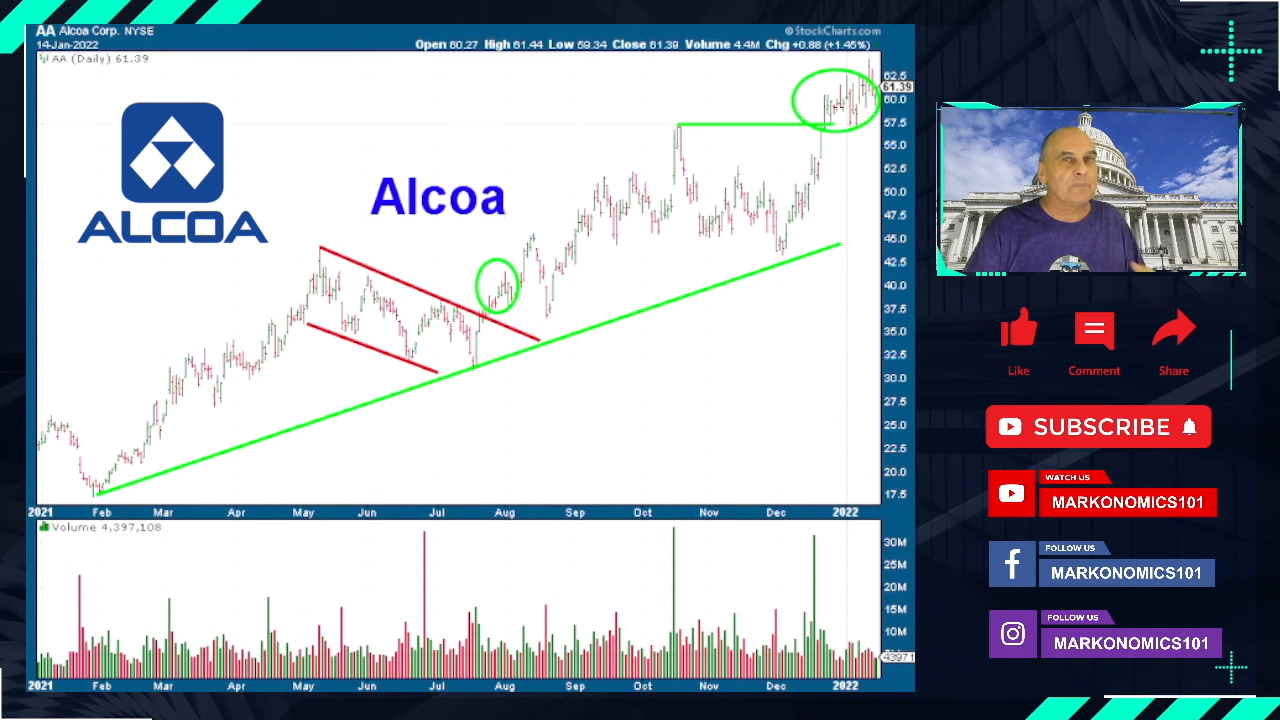 AA Alcoa Corp. NYSE
© StockCharts.com
14-Jan-2022
Open 60.27 High 61.44 Low 59.34 Close 61.39 Volume 4.4M Chg +0.88 (+1.45%)
AA (Daily) 61.39
62.5
61.39
60.0
57.5
55.0
52.5
50.0
47.5
45.0
42.5
40.0
37.5
35.0
32.5
30.0
27.5
25.0
22.5
20.0
17.5
ALCOA
Alcoa
2021 Feb Mar Apr May Jun Jul Aug Sep Oct Nov Dec 2022
Volume 4,397,108
30M
25M
20M
15M
10M
43971
2021 Feb Mar Apr May Jun Jul Aug Sep Oct Nov Dec 2022
Like
Comment
Share
SUBSCRIBE
WATCH US
MARKONOMICS101
FOLLOW US
MARKONOMICS101
FOLLOW US
MARKONOMICS101